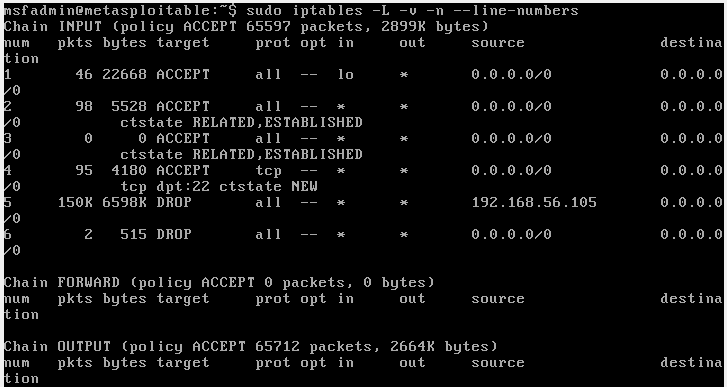 msfadmin@metasploitable:~$ sudo iptables -L -v -n --line-numbers
Chain INPUT (policy ACCEPT 65597 packets, 2899K bytes)
num   pkts bytes target     prot opt in     out     source               destina
tion
1       46 22668 ACCEPT     all  --  lo     *       0.0.0.0/0            0.0.0.0
/0
2       98  5528 ACCEPT     all  --  *      *       0.0.0.0/0            0.0.0.0
/0           ctstate RELATED,ESTABLISHED
3        0     0 ACCEPT     all  --  *      *       0.0.0.0/0            0.0.0.0
/0           ctstate RELATED,ESTABLISHED
4       95  4180 ACCEPT     tcp  --  *      *       0.0.0.0/0            0.0.0.0
/0           tcp dpt:22 ctstate NEW
5     150K 6598K DROP       all  --  *      *       192.168.56.105       0.0.0.0
/0
6        2   515 DROP       all  --  *      *       0.0.0.0/0            0.0.0.0
/0
Chain FORWARD (policy ACCEPT 0 packets, 0 bytes)
num   pkts bytes target     prot opt in     out     source               destina
tion
Chain OUTPUT (policy ACCEPT 65712 packets, 2664K bytes)
num   pkts bytes target     prot opt in     out     source               destina
tion